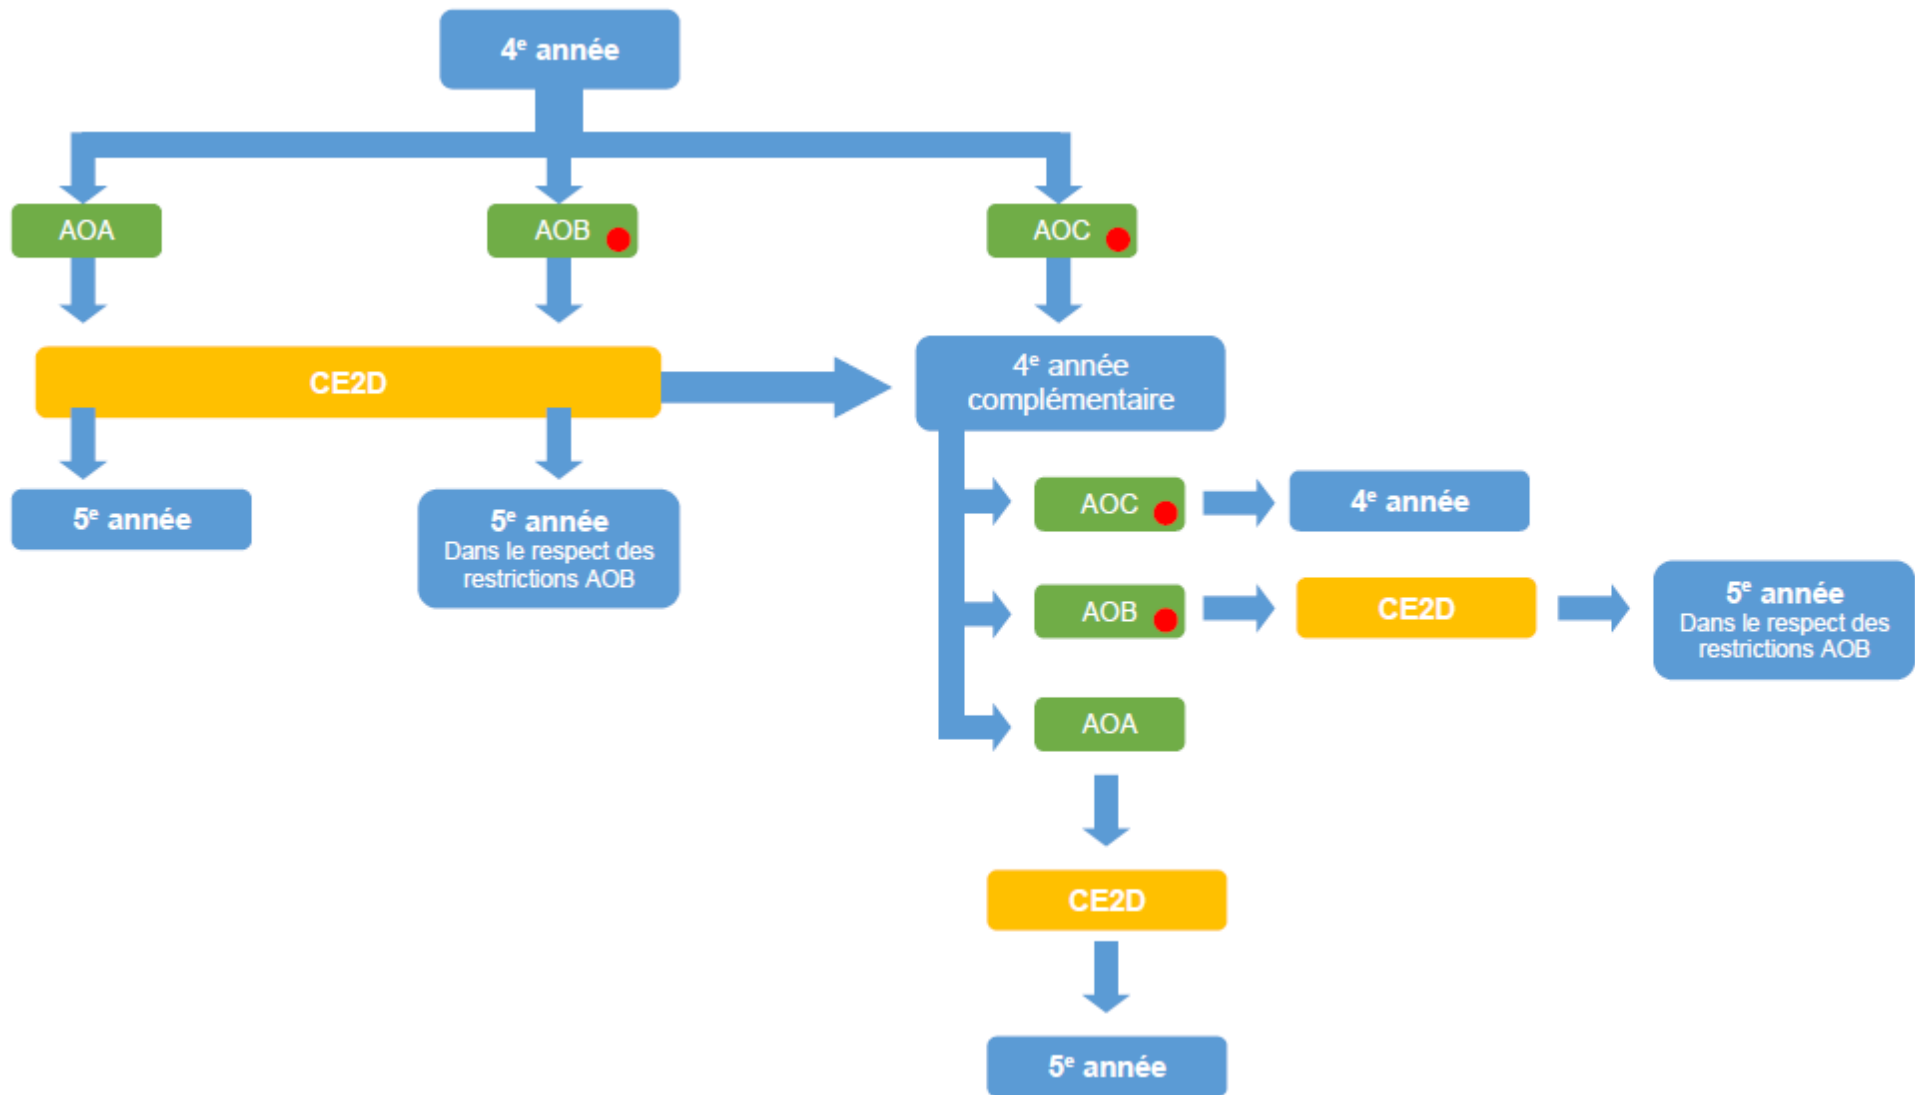 4e année
AOA
AOB
AOC
CE2D
4e année
complémentaire
5e année
5e année
Dans le respect des
restrictions AOB
AOC
4e année
AOB
CE2D
5e année
Dans le respect des
restrictions AOB
AOA
CE2D
5e année